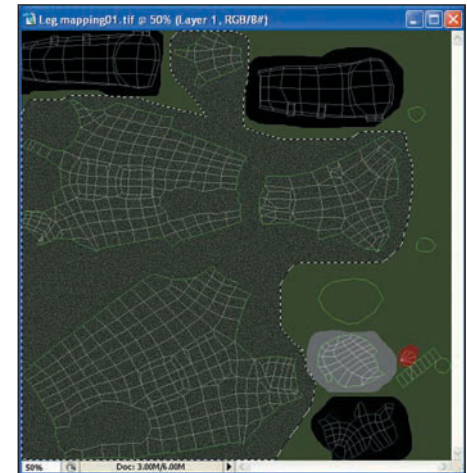 Leg mapping01.tif @ 50% (Layer 1, RGB/8#)
50% Doc: 3.00M/6.00M